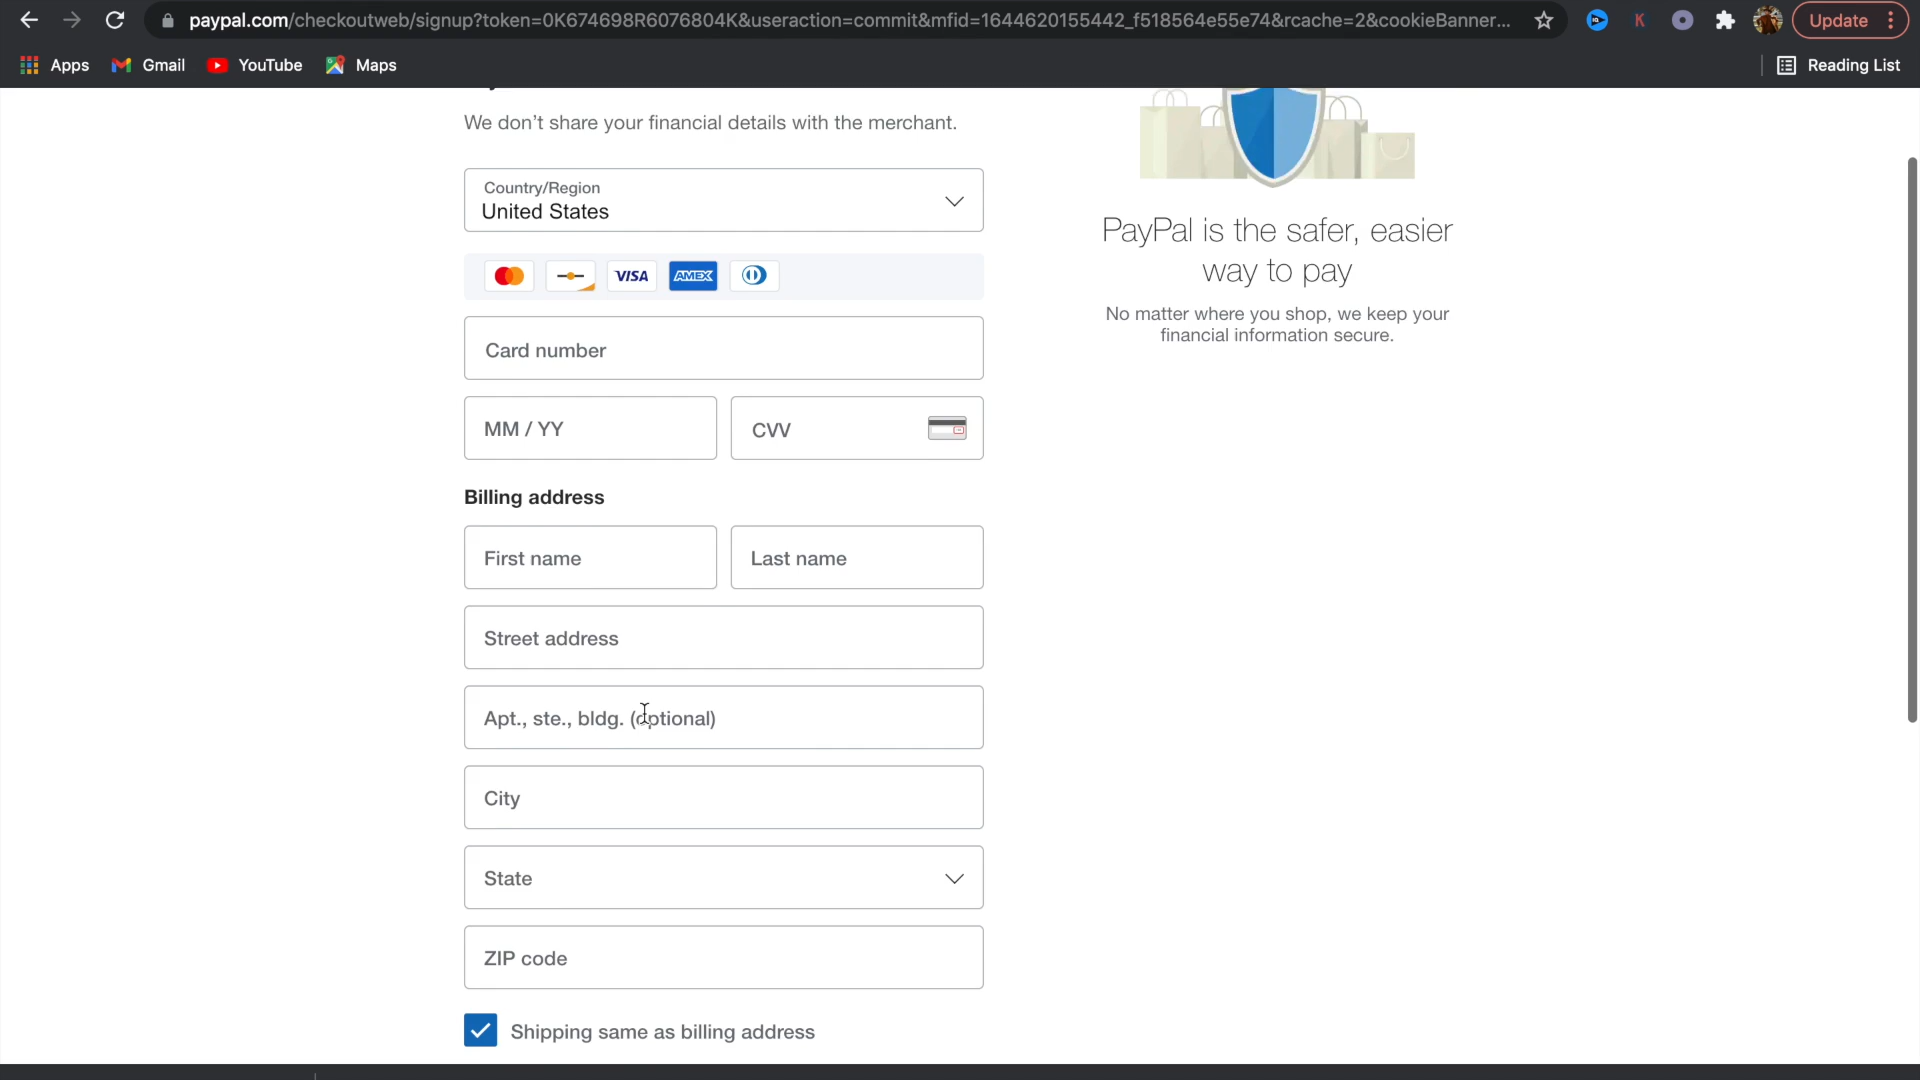 paypal.com/checkoutweb/signup?token=0K674698R6076804K&useraction=commit&mfid=1644620155442_f518564e55e74&rcache=2&cookieBanner...
K
Update
Apps
Gmail
YouTube
Maps
Reading List
We don’t share your financial details with the merchant.
Country/Region
United States
VISA
AMEX
Card number
MM / YY
CVV
Billing address
First name
Last name
Street address
Apt., ste., bldg. (optional)
City
State
ZIP code
Shipping same as billing address
PayPal is the safer, easier
way to pay
No matter where you shop, we keep your
financial information secure.